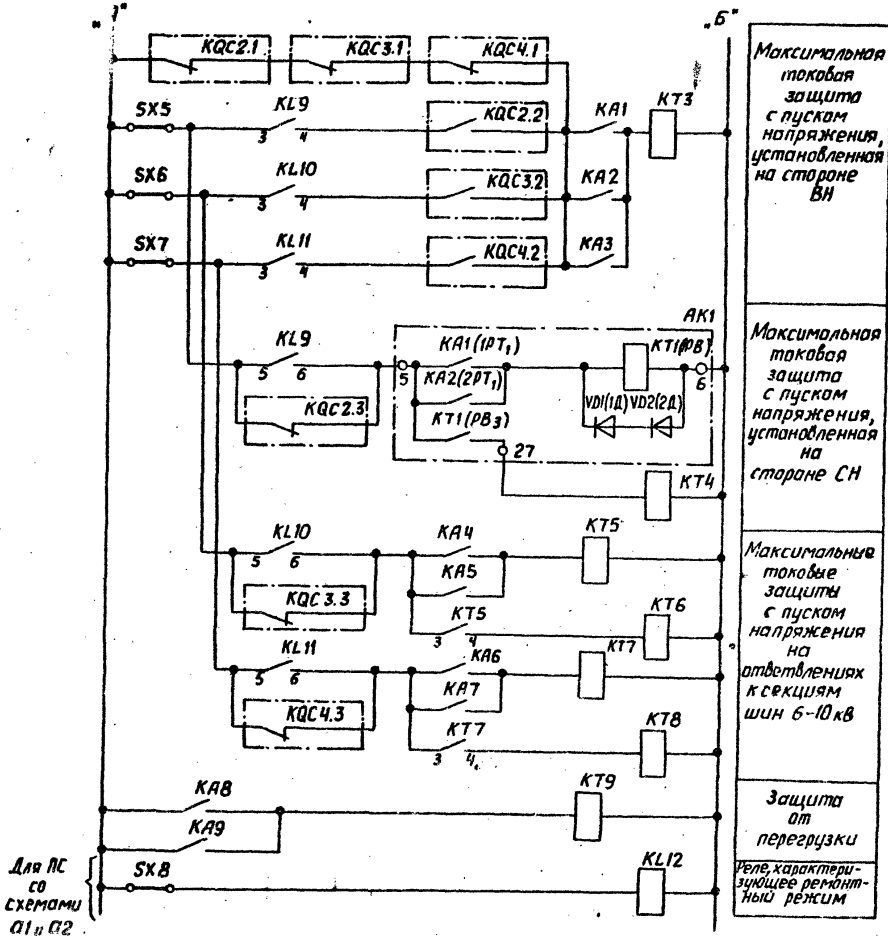 "Б"
KQC2.1 KQC3.1 KQC4.1
SX5 KL9 KQC2.2 KA1 KT3
3 4
SX6 KL10 KQC3.2 KA2
3 4
SX7 KL11 KQC4.2 KA3
3 4
Максимальная
токовая
защита
с пуском
напряжения,
установленная
на стороне
ВН
AK1
KL9 KA1(1РТ₁) KT1(РВ)
5 6 5 6
KA2(2РТ₁)
KQC2.3 VD1(1Д) VD2(2Д)
KT1(РВ₃)
27
KT4
Максимальная
токовая
защита
с пуском
напряжения,
установленная
на
стороне СН
KL10 KA4 KT5
5 6
KA5
KQC3.3
KT5 KT6
3 4
KL11 KA6 KT7
5 6
KA7
KQC4.3
KT7 KT8
3 4
Максимальные
токовые
защиты
с пуском
напряжения
на
ответвлениях
к секциям
шин 6-10 кВ
KA8 KT9
KA9
Защита
от
перегрузки
SX8 KL12
Для ПС
со
схемами
а1 и а2
Реле, характери-
зующее ремонт-
ный режим